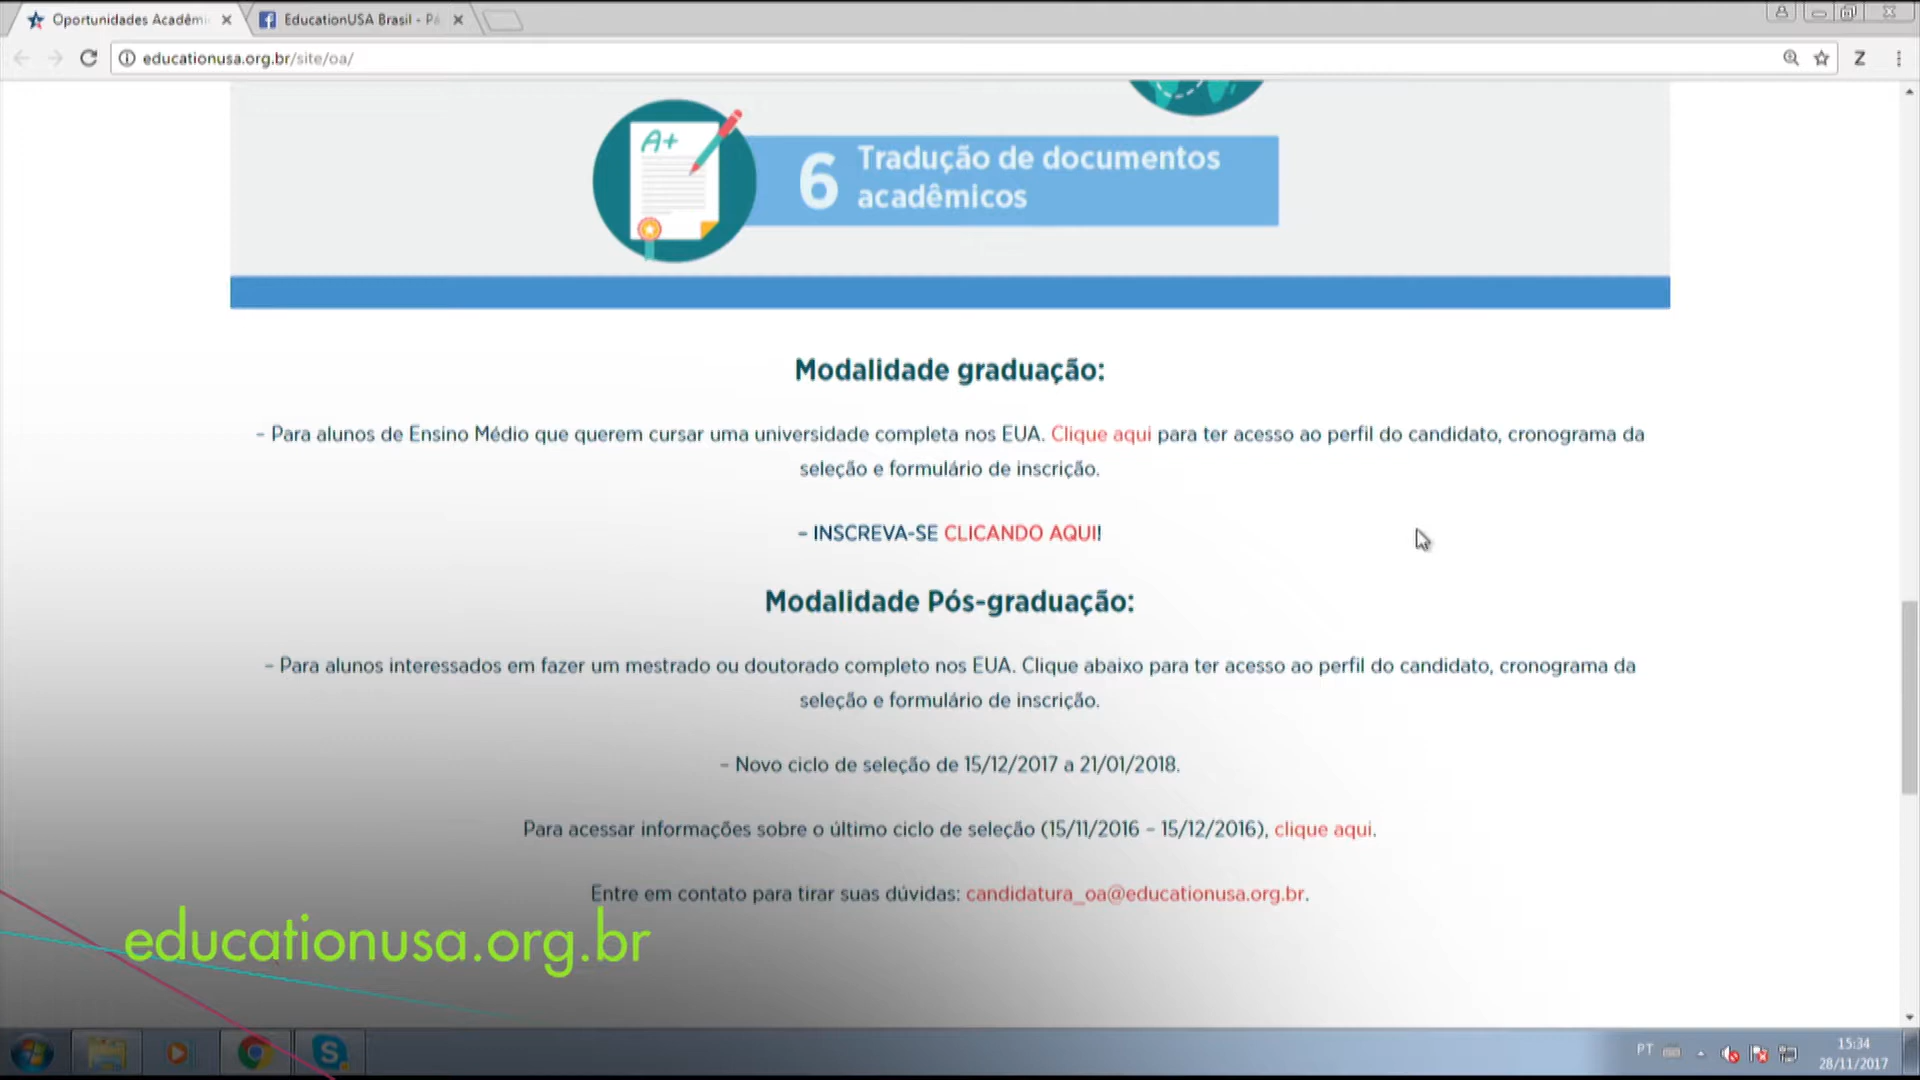 Oportunidades Acadêmi
EducationUSA Brasil - Pá
educationusa.org.br/site/oa/
Z
A+
6
Tradução de documentos
acadêmicos
Modalidade graduação:
– Para alunos de Ensino Médio que querem cursar uma universidade completa nos EUA. Clique aqui para ter acesso ao perfil do candidato, cronograma da
seleção e formulário de inscrição.
– INSCREVA-SE CLICANDO AQUI!
Modalidade Pós-graduação:
– Para alunos interessados em fazer um mestrado ou doutorado completo nos EUA. Clique abaixo para ter acesso ao perfil do candidato, cronograma da
seleção e formulário de inscrição.
– Novo ciclo de seleção de 15/12/2017 a 21/01/2018.
Para acessar informações sobre o último ciclo de seleção (15/11/2016 – 15/12/2016), clique aqui.
Entre em contato para tirar suas dúvidas: candidatura_oa@educationusa.org.br.
educationusa.org.br
PT
15:34
28/11/2017